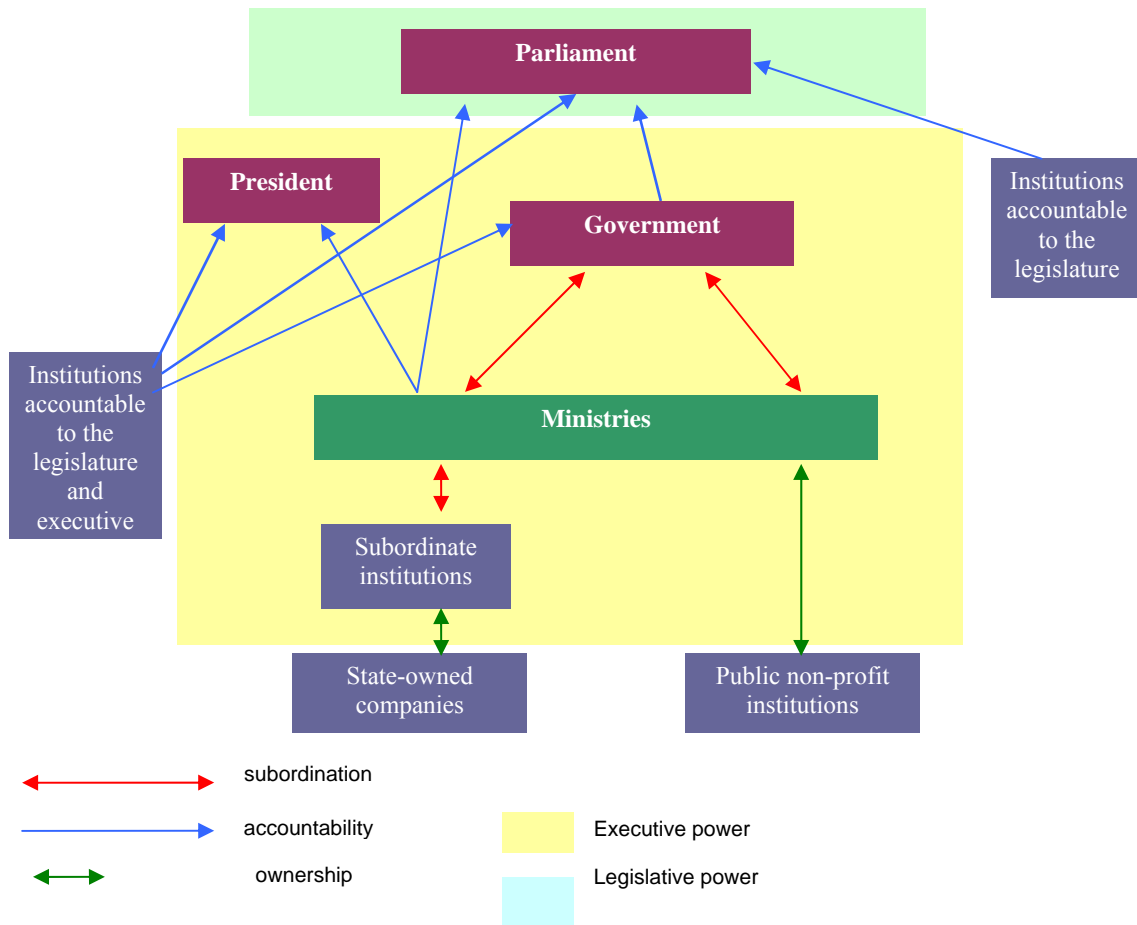 Parliament
President
Government
Institutions
accountable
to the
legislature
Institutions
accountable
to the
legislature
and
executive
Ministries
Subordinate
institutions
State-owned
companies
Public non-profit
institutions
subordination
accountability
ownership
Executive power
Legislative power